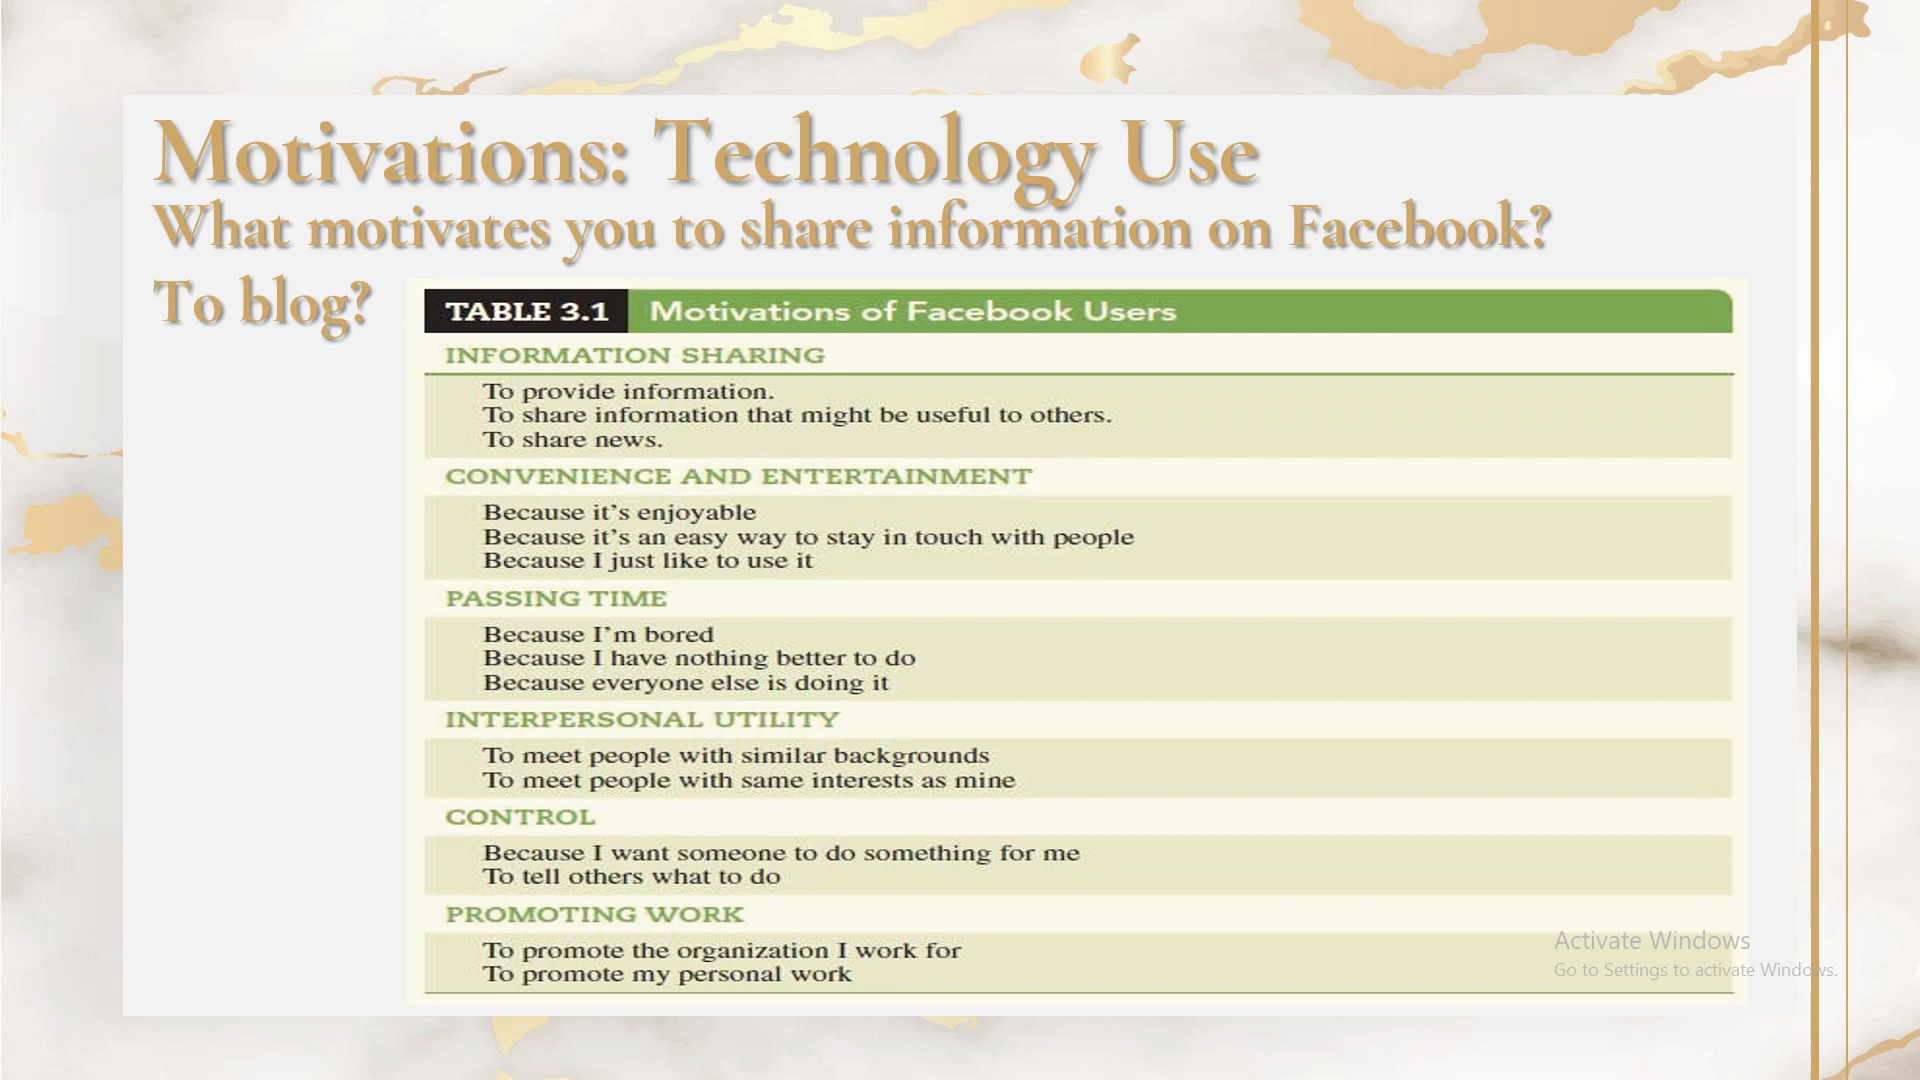 Motivations: Technology Use
What motivates you to share information on Facebook?
To blog?
TABLE 3.1 Motivations of Facebook Users
INFORMATION SHARING
To provide information.
To share information that might be useful to others.
To share news.
CONVENIENCE AND ENTERTAINMENT
Because it's enjoyable
Because it's an easy way to stay in touch with people
Because I just like to use it
PASSING TIME
Because I'm bored
Because I have nothing better to do
Because everyone else is doing it
INTERPERSONAL UTILITY
To meet people with similar backgrounds
To meet people with same interests as mine
CONTROL
Because I want someone to do something for me
To tell others what to do
PROMOTING WORK
To promote the organization I work for
To promote my personal work
Activate Windows
Go to Settings to activate Windows.